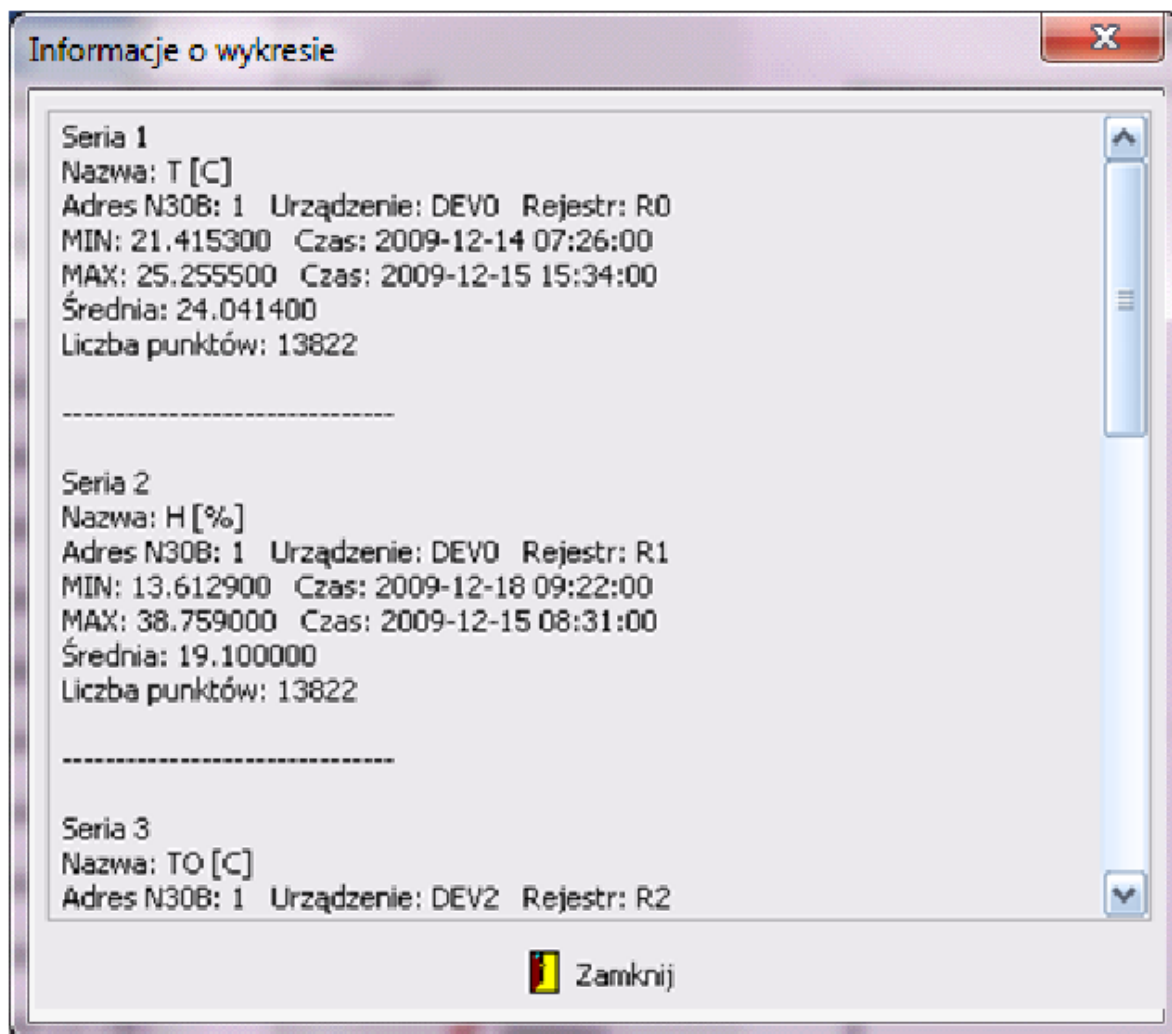 Informacje o wykresie
Seria 1
Nazwa: T [C]
Adres N30B: 1 Urządzenie: DEV0 Rejestr: R0
MIN: 21.415300 Czas: 2009-12-14 07:26:00
MAX: 25.255500 Czas: 2009-12-15 15:34:00
Średnia: 24.041400
Liczba punktów: 13822
-------------------------------
Seria 2
Nazwa: H [%]
Adres N30B: 1 Urządzenie: DEV0 Rejestr: R1
MIN: 13.612900 Czas: 2009-12-18 09:22:00
MAX: 38.759000 Czas: 2009-12-15 08:31:00
Średnia: 19.100000
Liczba punktów: 13822
-------------------------------
Seria 3
Nazwa: TO [C]
Adres N30B: 1 Urządzenie: DEV2 Rejestr: R2
Zamknij